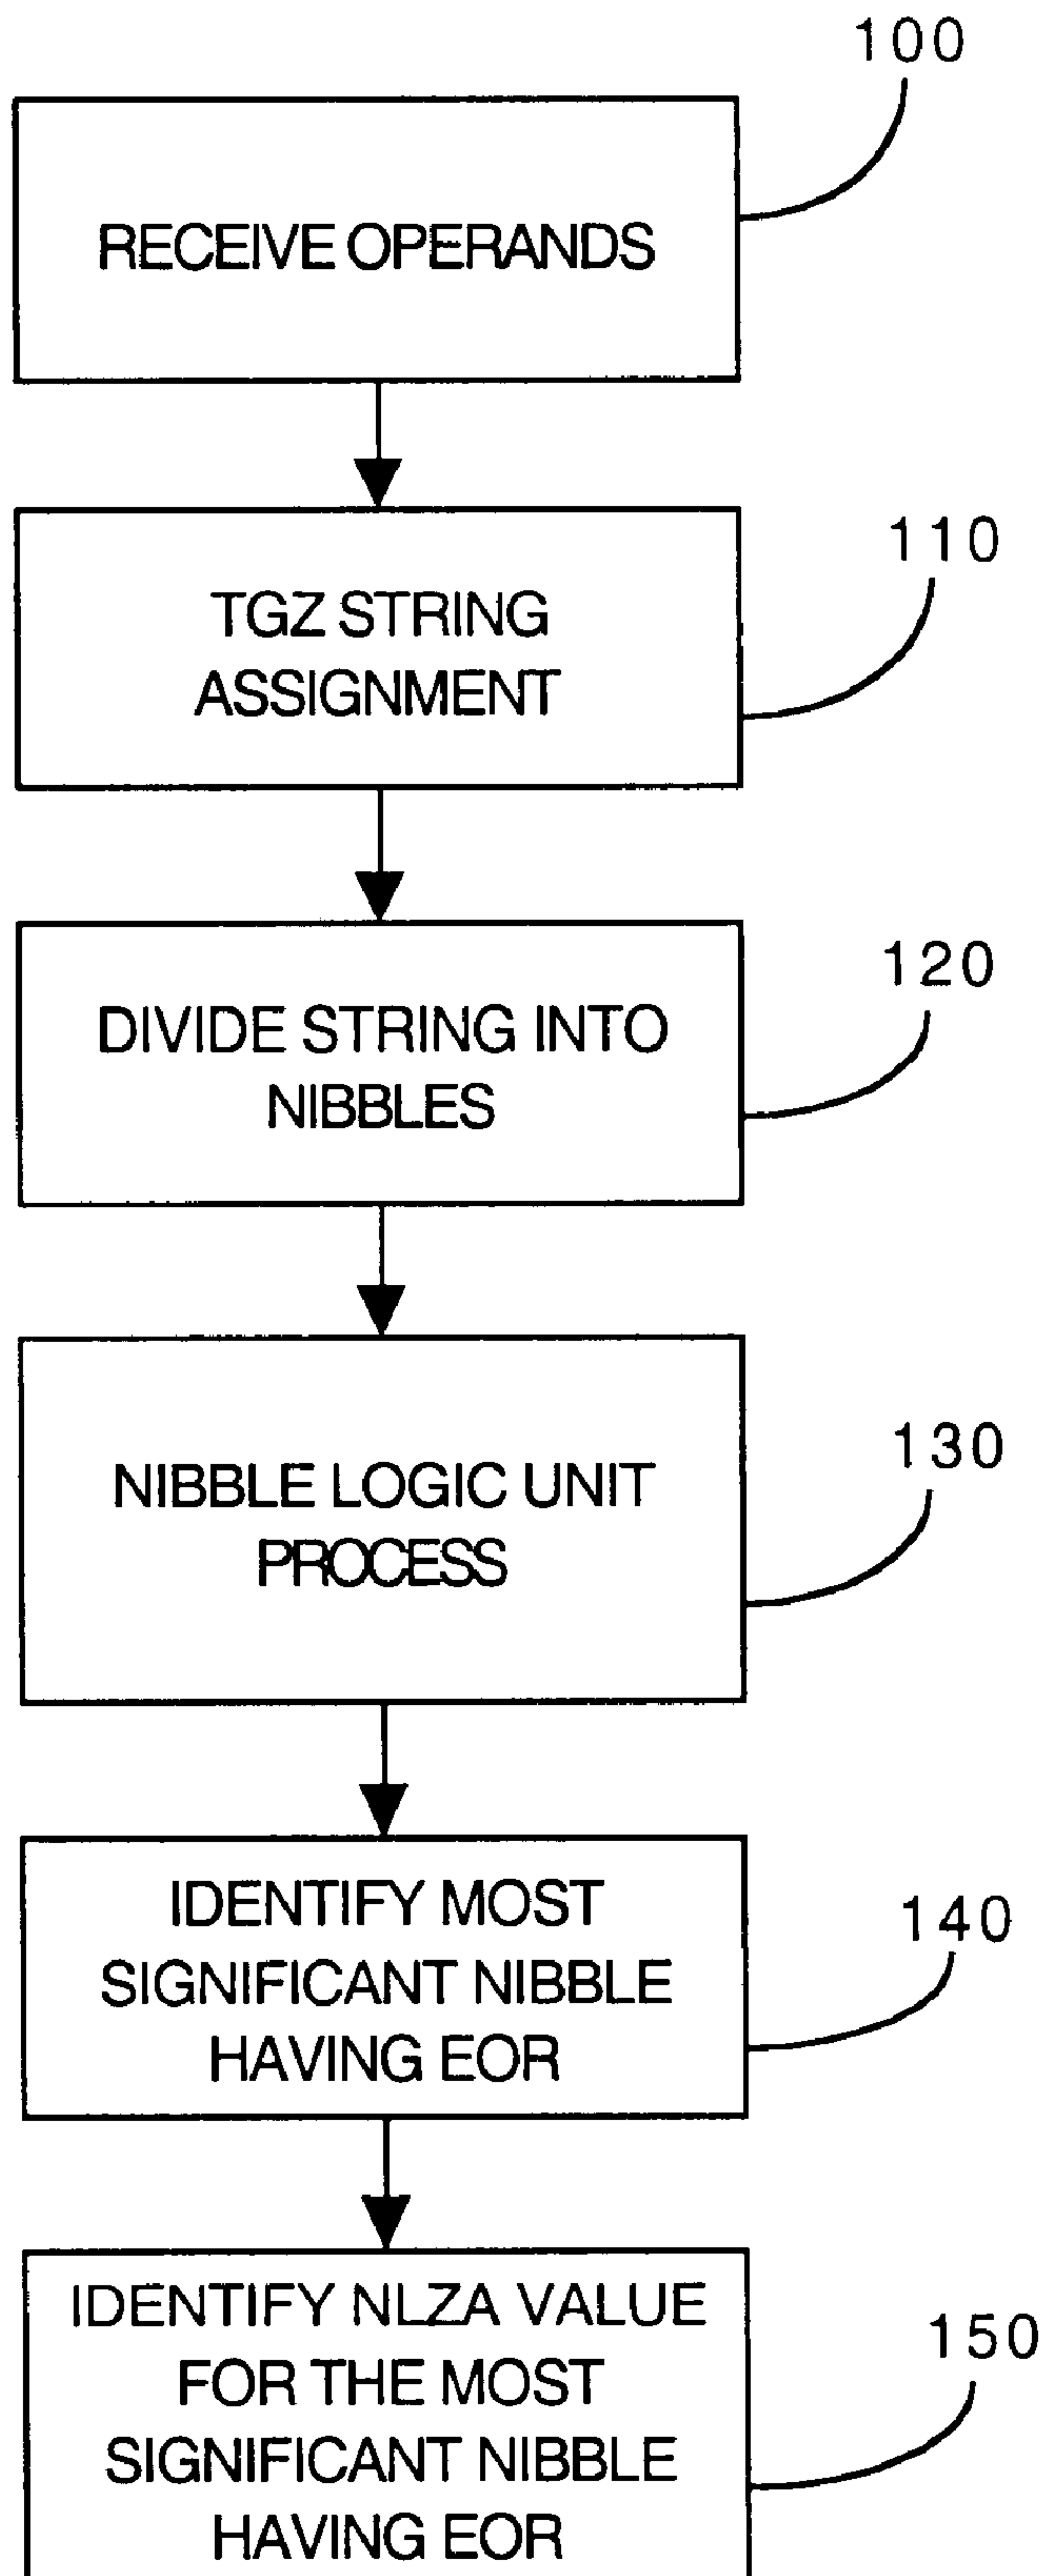 100
RECEIVE OPERANDS
110
TGZ STRING
ASSIGNMENT
120
DIVIDE STRING INTO
NIBBLES
130
NIBBLE LOGIC UNIT
PROCESS
140
IDENTIFY MOST
SIGNIFICANT NIBBLE
HAVING EOR
150
IDENTIFY NLZA VALUE
FOR THE MOST
SIGNIFICANT NIBBLE
HAVING EOR